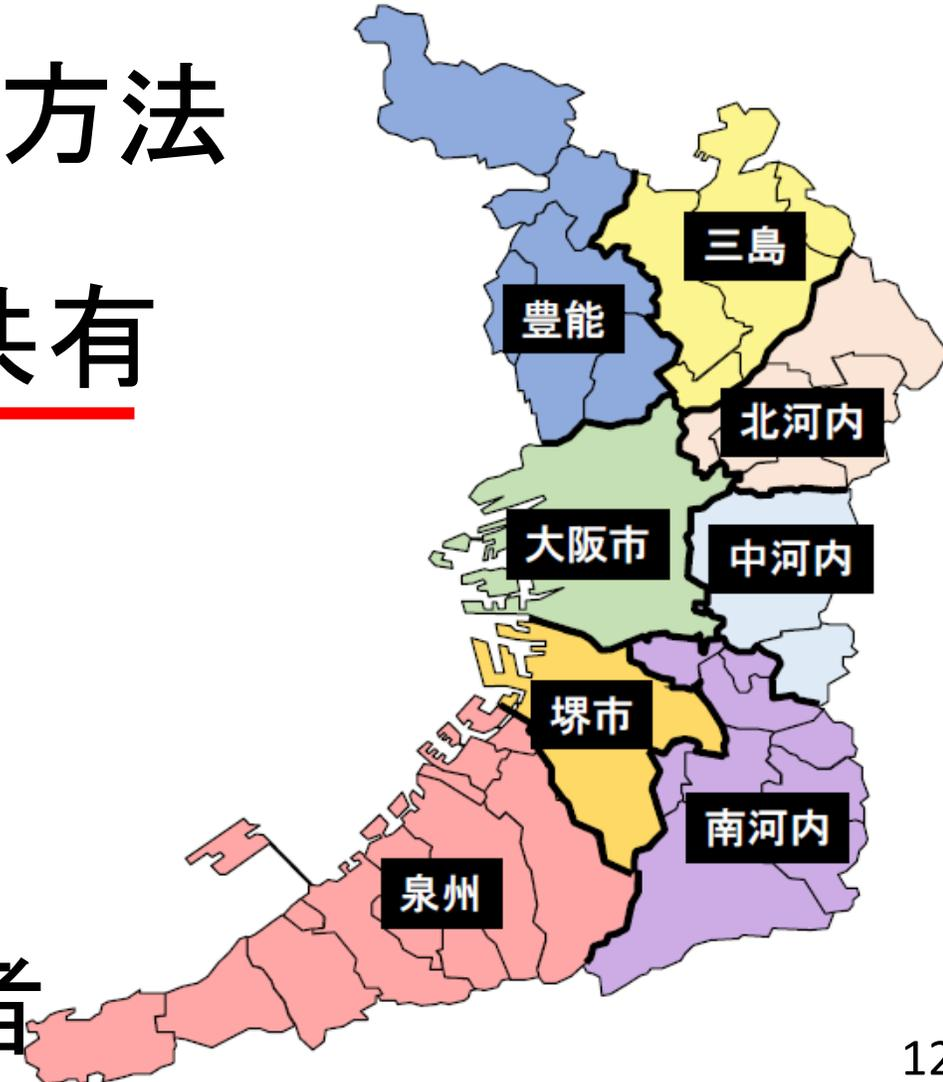 方法
三島
豊能
共有
北河内
大阪市
中河内
堺市
南河内
泉州
者
12